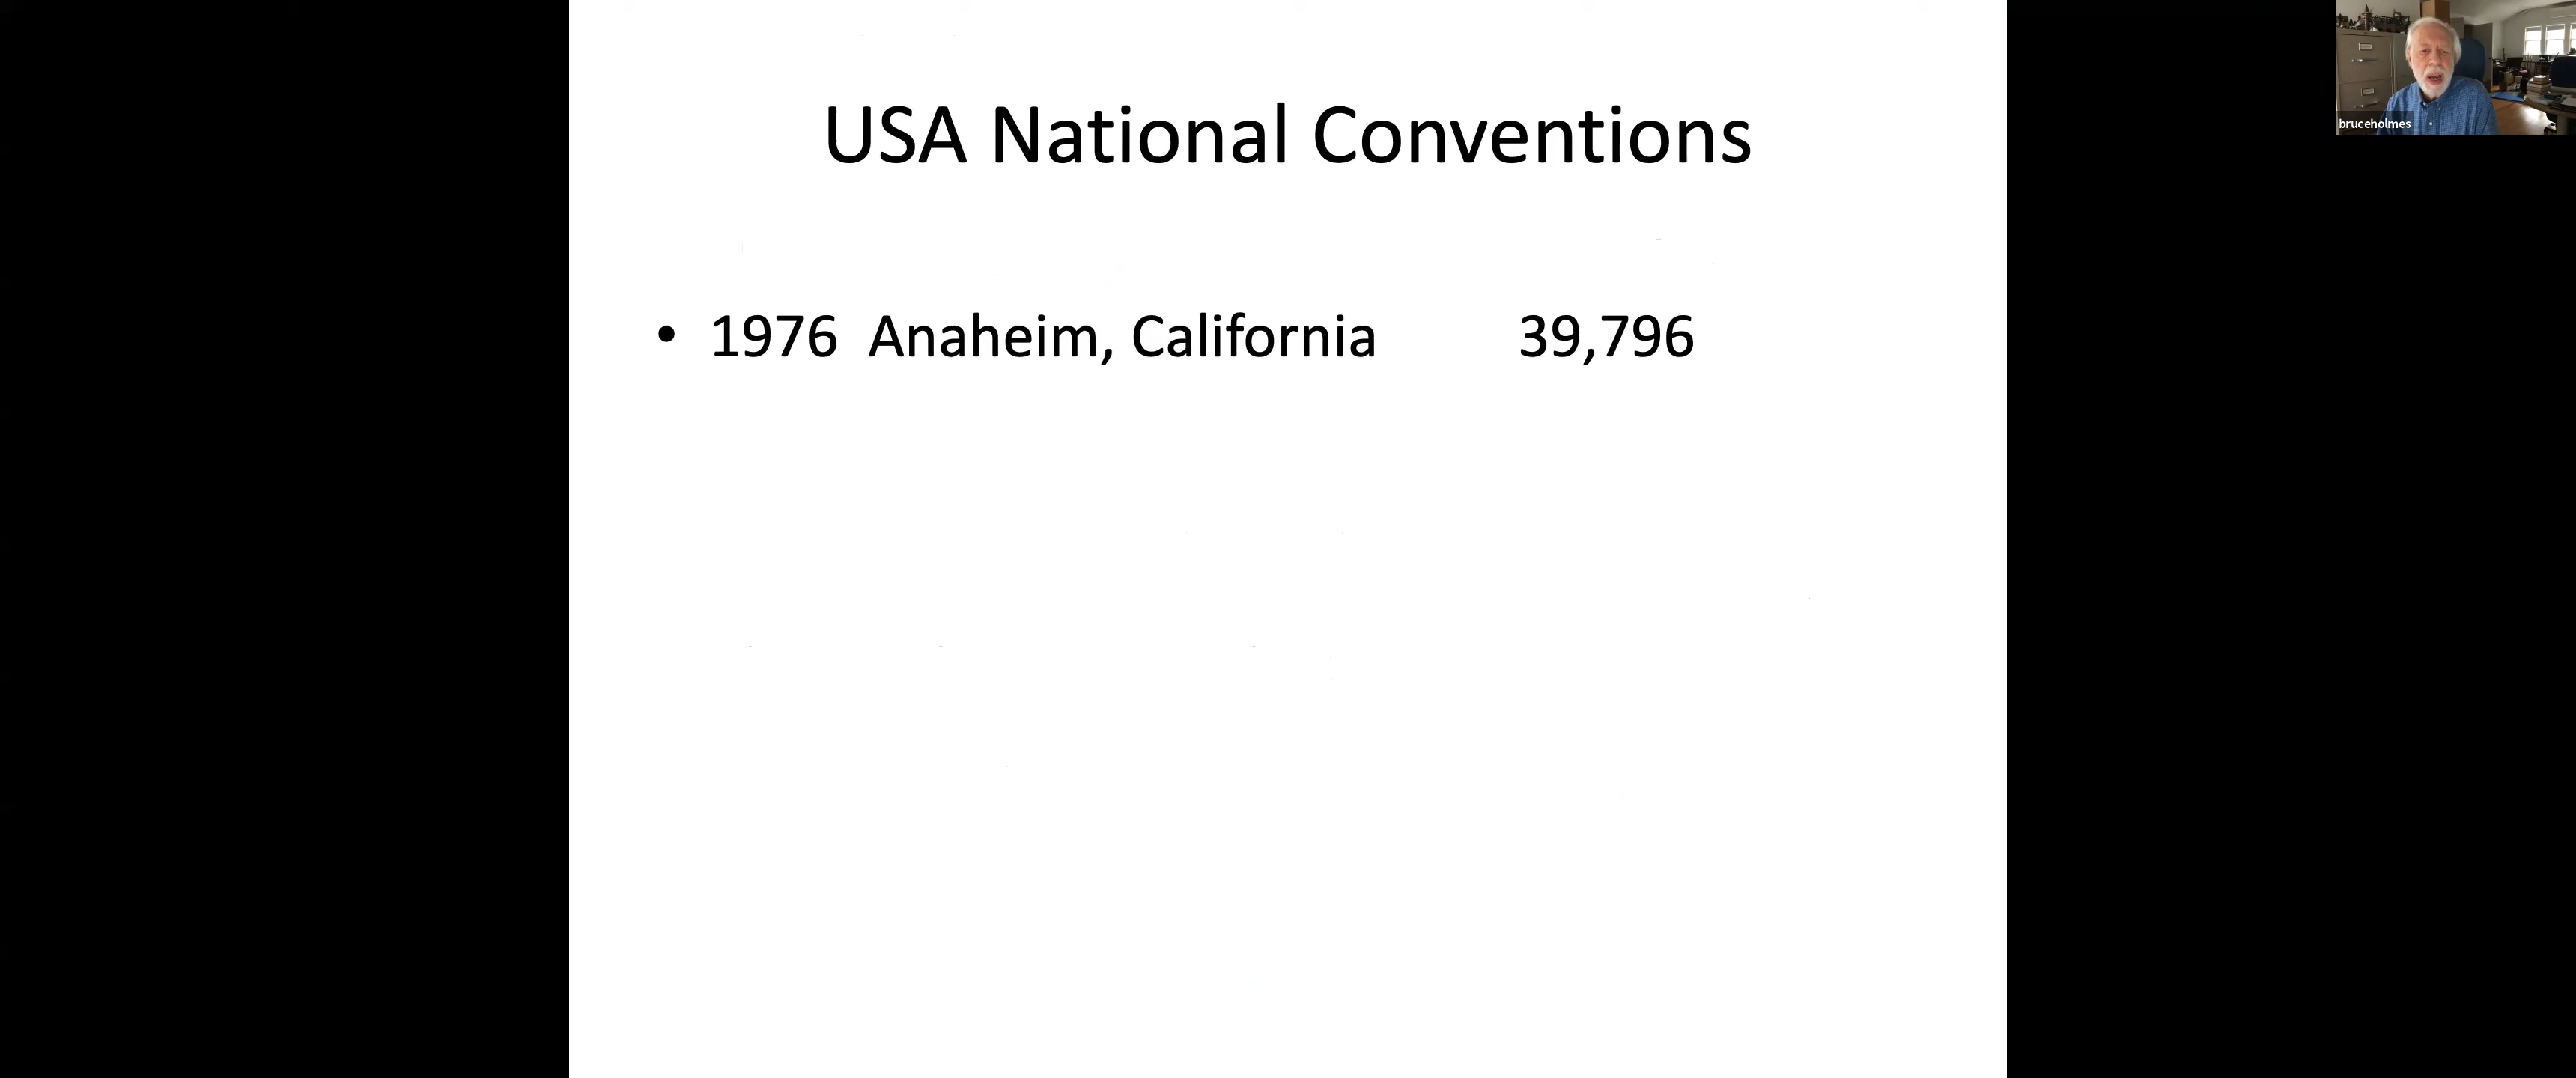 USA National Conventions
• 1976 Anaheim, California 39,796
bruceholmes